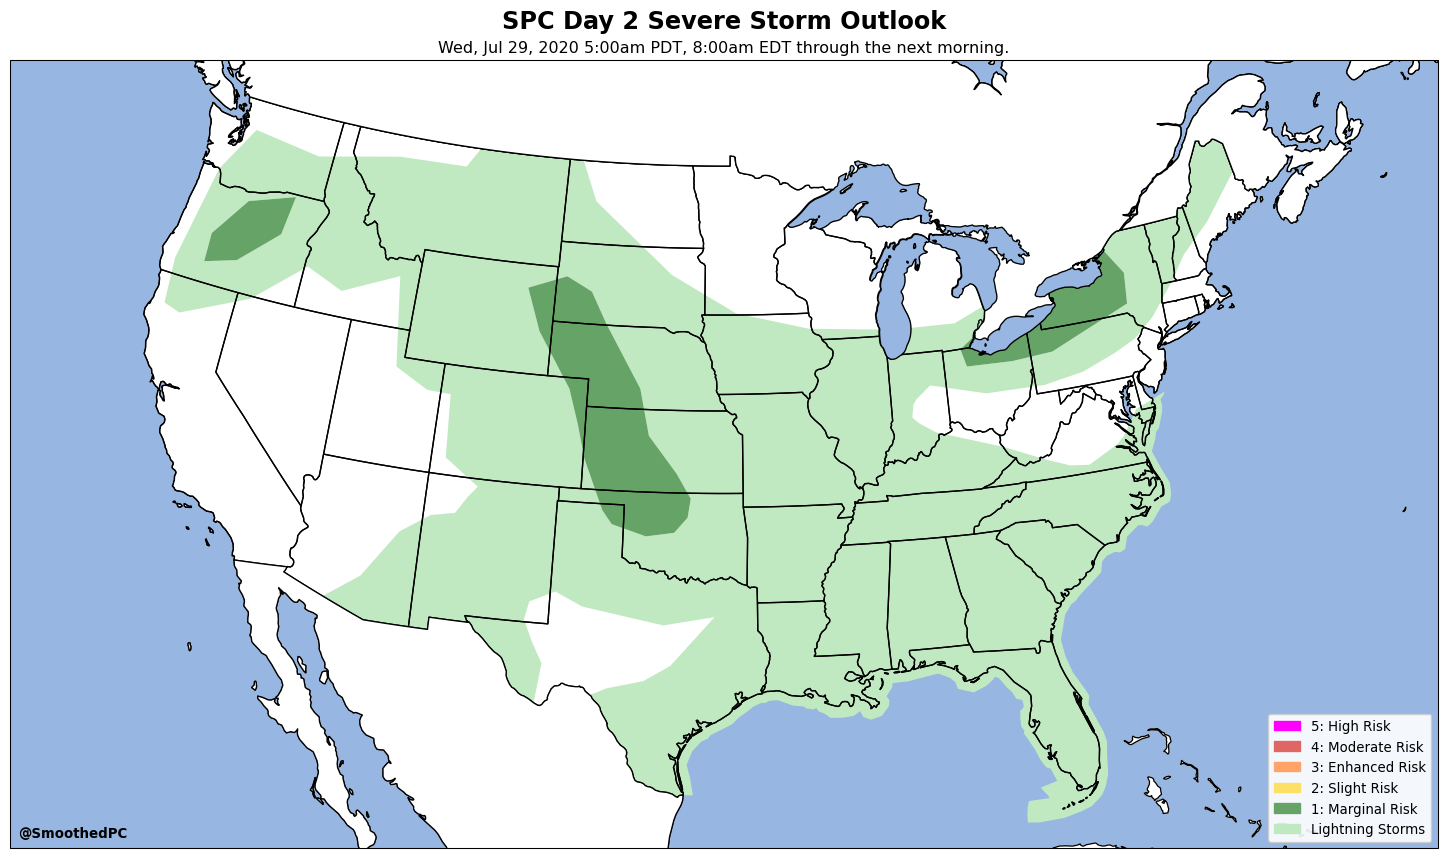 SPC Day 2 Severe Storm Outlook
Wed, Jul 29, 2020 5:00am PDT, 8:00am EDT through the next morning.
5: High Risk
4: Moderate Risk
3: Enhanced Risk
2: Slight Risk
1: Marginal Risk
Lightning Storms
@SmoothedPC